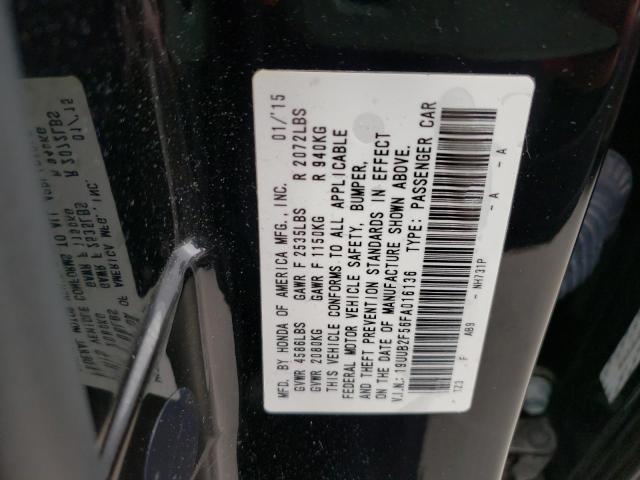 MFD. BY HONDA OF AMERICA MFG., INC. 01/'15
GVWR 4586LBS GAWR F 2535LBS R 2072LBS
GVWR 2080KG GAWR F 1150KG R 940KG
THIS VEHICLE CONFORMS TO ALL APPLICABLE
FEDERAL MOTOR VEHICLE SAFETY, BUMPER,
AND THEFT PREVENTION STANDARDS IN EFFECT
ON THE DATE OF MANUFACTURE SHOWN ABOVE.
V.I.N.: 19UUB2F56FA016136 TYPE: PASSENGER CAR
TZ3 - F AB9 - NH731P - A - A